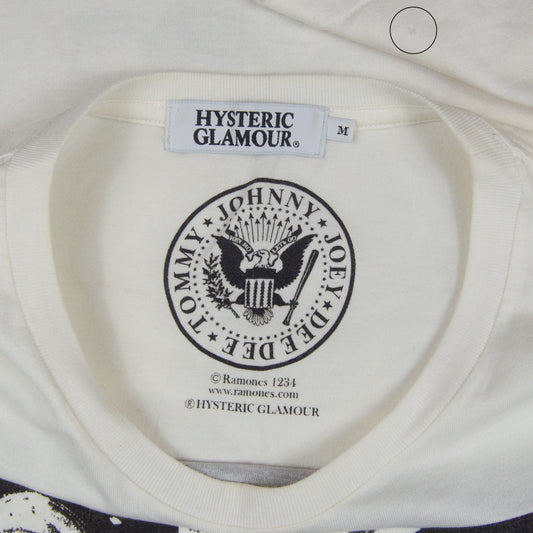 HYSTERIC
GLAMOUR®
M
JOHNNY ★ JOEY ★ DEE DEE ★ TOMMY ★
© Ramones 1234
www.ramones.com
® HYSTERIC GLAMOUR